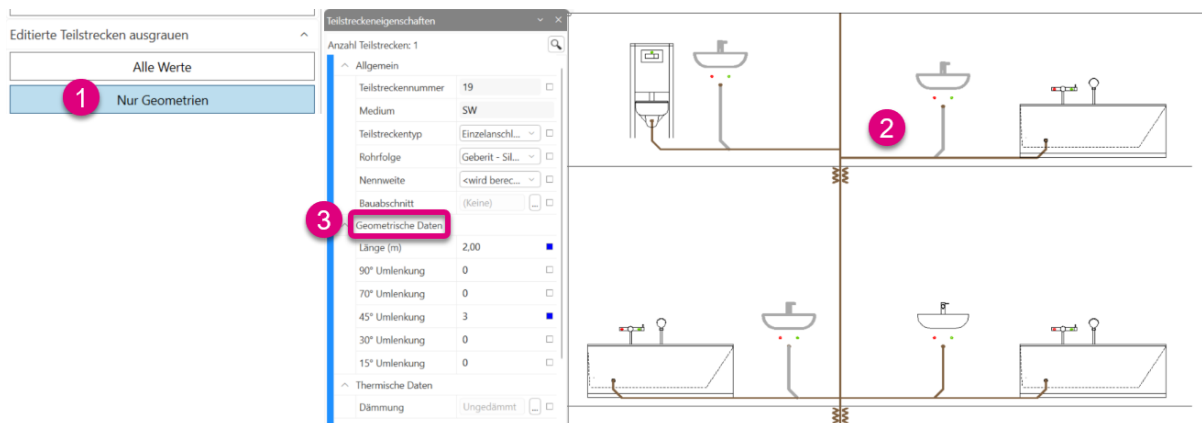 Editierte Teilstrecken ausgrauen
Alle Werte
1
Nur Geometrien
Teilstreckeneigenschaften
Anzahl Teilstrecken: 1
Allgemein
Teilstreckennummer 19
Medium SW
Teilstreckentyp Einzelanschl...
Rohrfolge Geberit - Sil...
Nennweite <wird berec...
Bauabschnitt (Keine) ...
3
Geometrische Daten
Länge (m) 2,00
90° Umlenkung 0
70° Umlenkung 0
45° Umlenkung 3
30° Umlenkung 0
15° Umlenkung 0
Thermische Daten
Dämmung Ungedämmt ...
2